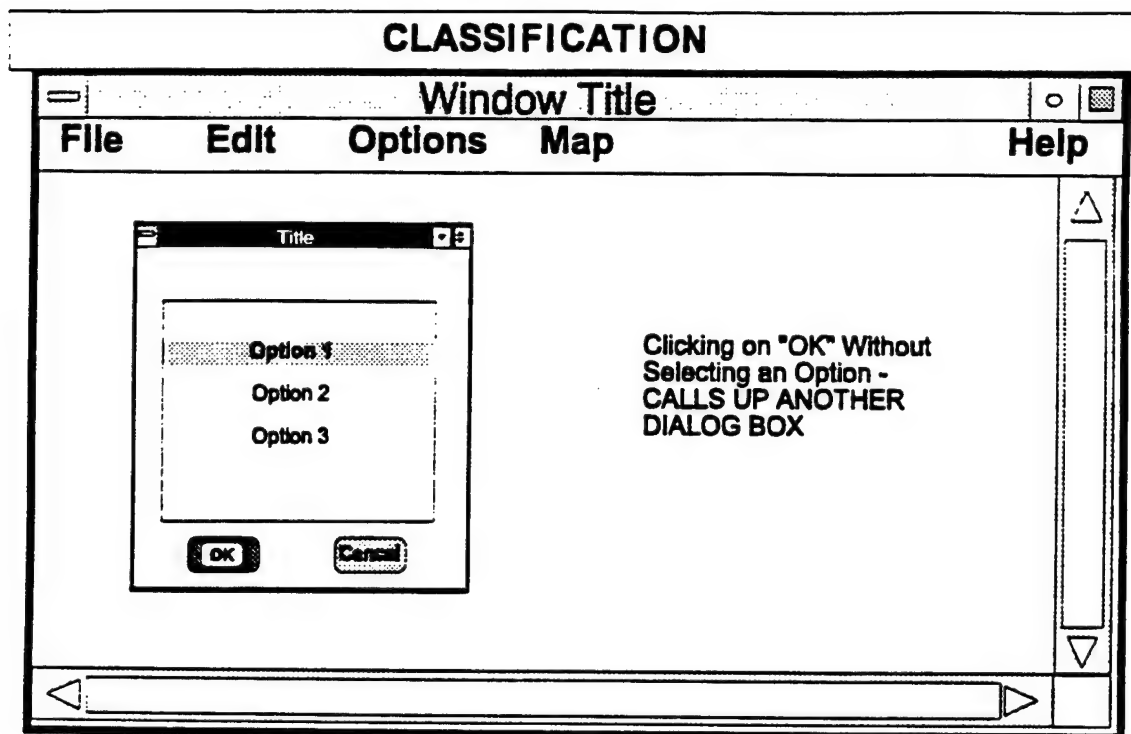 CLASSIFICATION
Window Title
File Edit Options Map Help
Title
Option 1
Option 2
Option 3
OK Cancel
Clicking on "OK" Without
Selecting an Option -
CALLS UP ANOTHER
DIALOG BOX